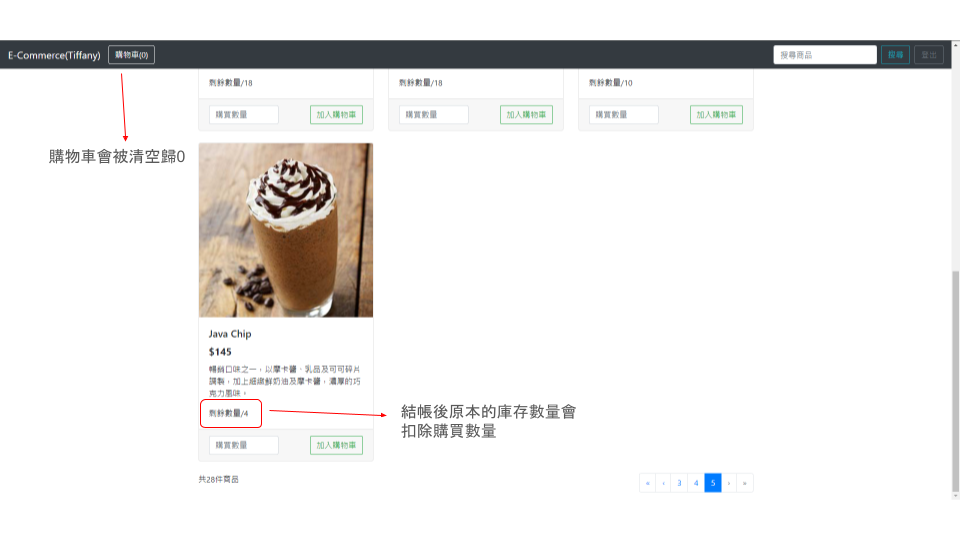 E-Commerce(Tiffany) 購物車(0) 搜尋商品 搜尋 登出
剩餘數量/18 剩餘數量/18 剩餘數量/10
購買數量 加入購物車 購買數量 加入購物車 購買數量 加入購物車
購物車會被清空歸0
Java Chip
$145
暢銷口味之一，以摩卡醬、乳品及可可碎片
調製，加上細緻鮮奶油及摩卡醬，濃厚的巧
克力風味。
剩餘數量/4
結帳後原本的庫存數量會
扣除購買數量
購買數量 加入購物車
共28件商品
« ‹ 3 4 5 › »